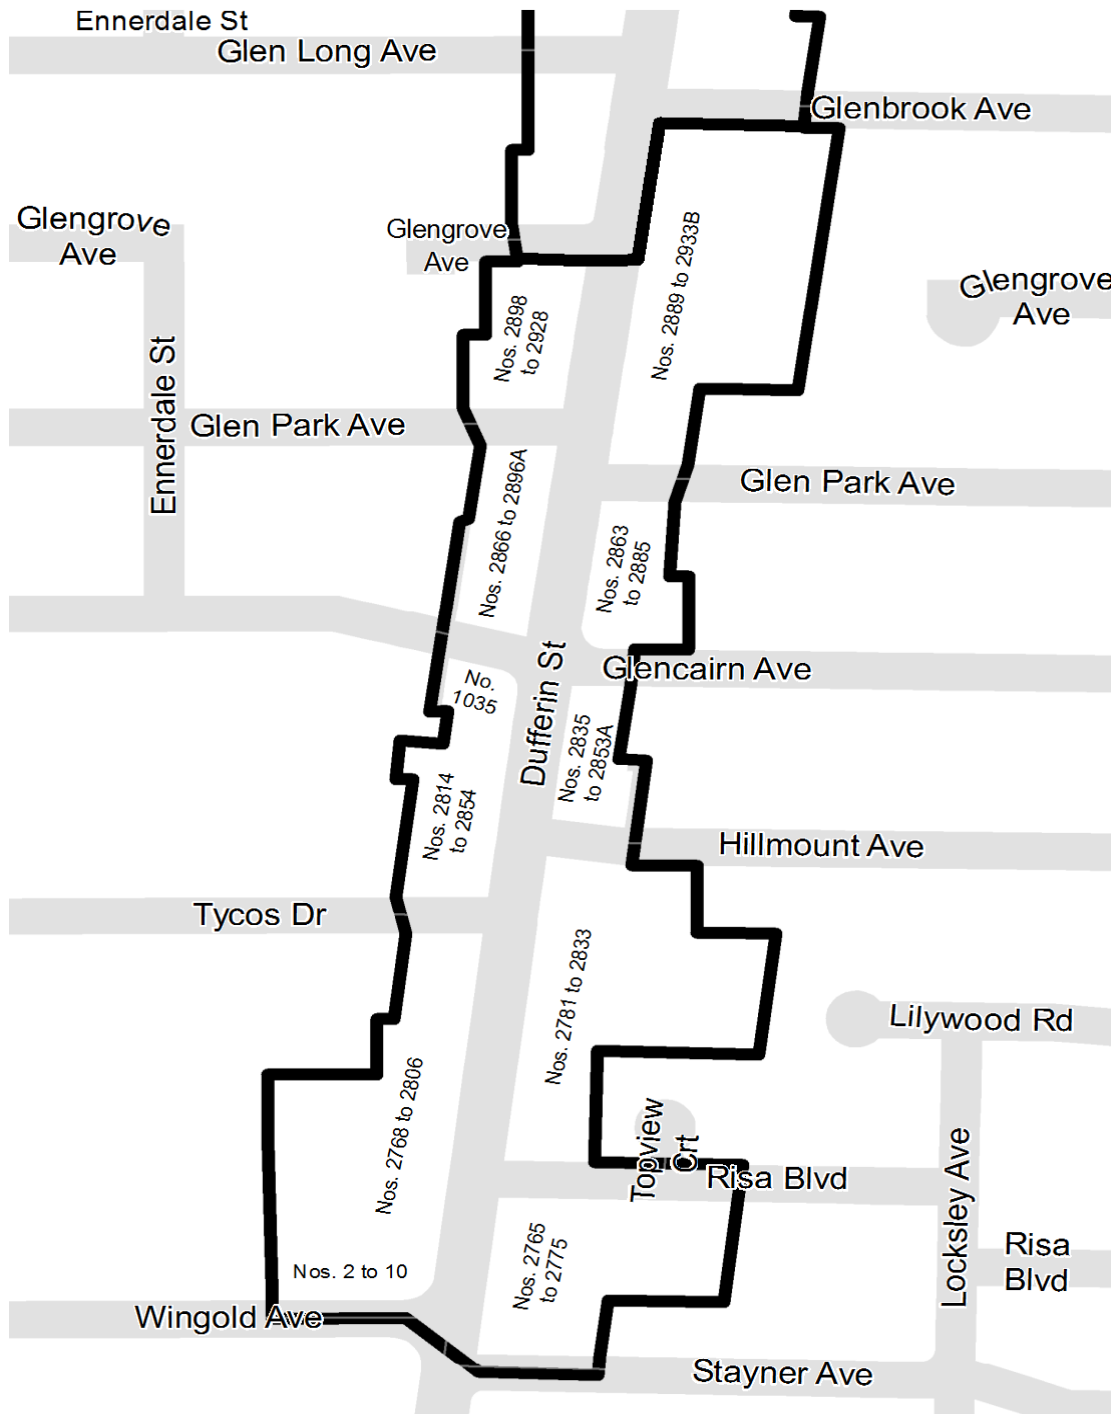 Ennerdale St
Glen Long Ave
Glenbrook Ave
Glengrove
Ave
Glengrove
Ave
Glengrove
Ave
Nos. 2889 to 2933B
Nos. 2898
to 2928
Ennerdale St
Glen Park Ave
Glen Park Ave
Nos. 2866 to 2896A
Nos. 2863
to 2885
Glencairn Ave
No.
1035
Dufferin St
Nos. 2835
to 2853A
Nos. 2814
to 2854
Hillmount Ave
Tycos Dr
Nos. 2781 to 2833
Lilywood Rd
Nos. 2768 to 2806
Topview
Crt
Risa Blvd
Locksley Ave
Nos. 2765
to 2775
Risa
Blvd
Nos. 2 to 10
Wingold Ave
Stayner Ave